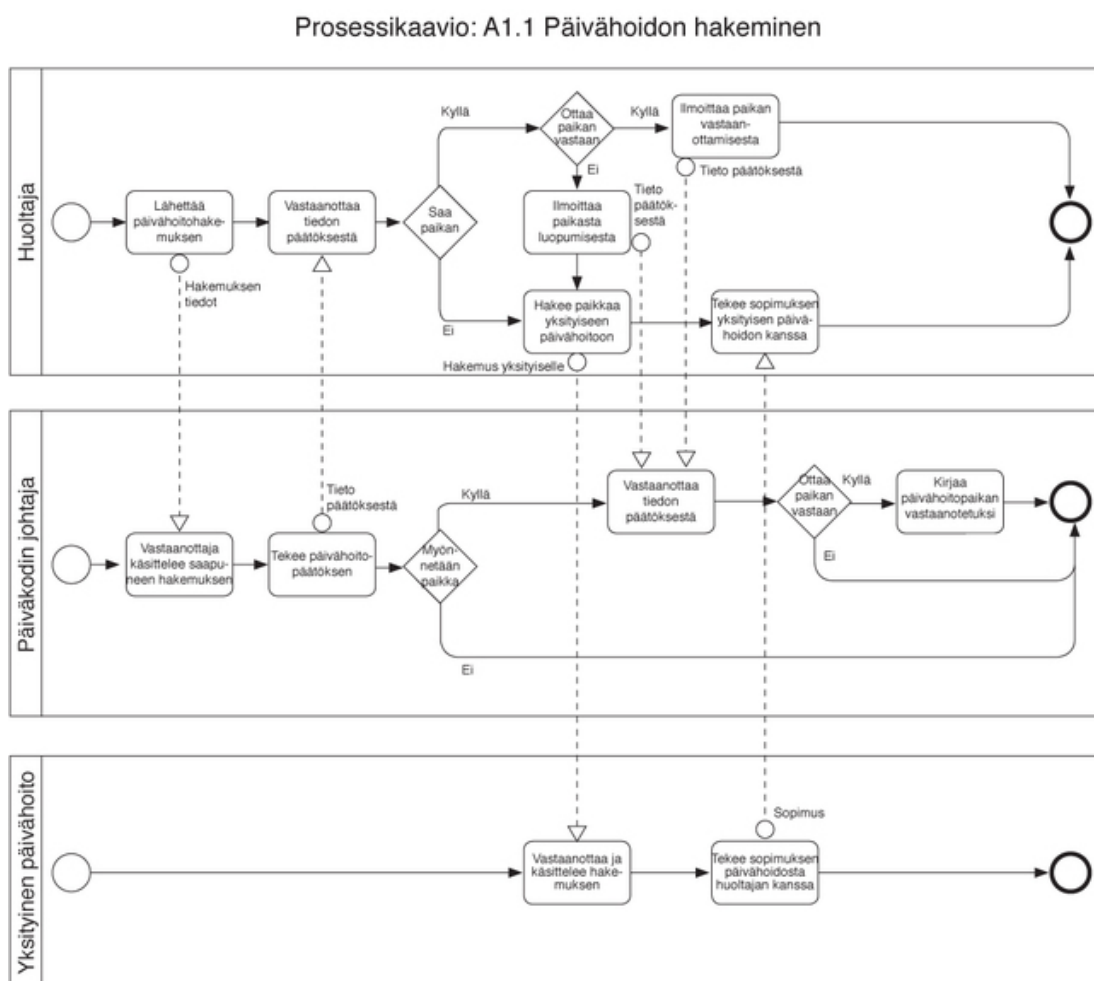 Prosessikaavio: A1.1 Päivähoidon hakeminen
Huoltaja
Lähettää
päivähoitohake-
muksen
Hakemuksen
tiedot
Vastaanottaa
tiedon
päätöksestä
Saa
paikan
Kyllä
Ei
Ottaa
paikan
vastaan
Kyllä
Ei
Ilmoittaa paikan
vastaan-
ottamisesta
Tieto päätöksestä
Ilmoittaa
paikasta
luopumisesta
Tieto
päätök-
sestä
Hakee paikkaa
yksityiseen
päivähoitoon
Hakemus yksityiselle
Tekee sopimuksen
yksityisen päivä-
hoidon kanssa
Päiväkodin johtaja
Vastaanottaja
käsittelee saapu-
neen hakemuksen
Tieto
päätöksestä
Tekee päivähoito-
päätöksen
Myön-
netään
paikka
Kyllä
Ei
Vastaanottaa
tiedon
päätöksestä
Ottaa
paikan
vastaan
Kyllä
Ei
Kirjaa
päivähoitopaikan
vastaanotetuksi
Yksityinen päivähoito
Vastaanottaa ja
käsittelee hake-
muksen
Sopimus
Tekee sopimuksen
päivähoidosta
huoltajan kanssa